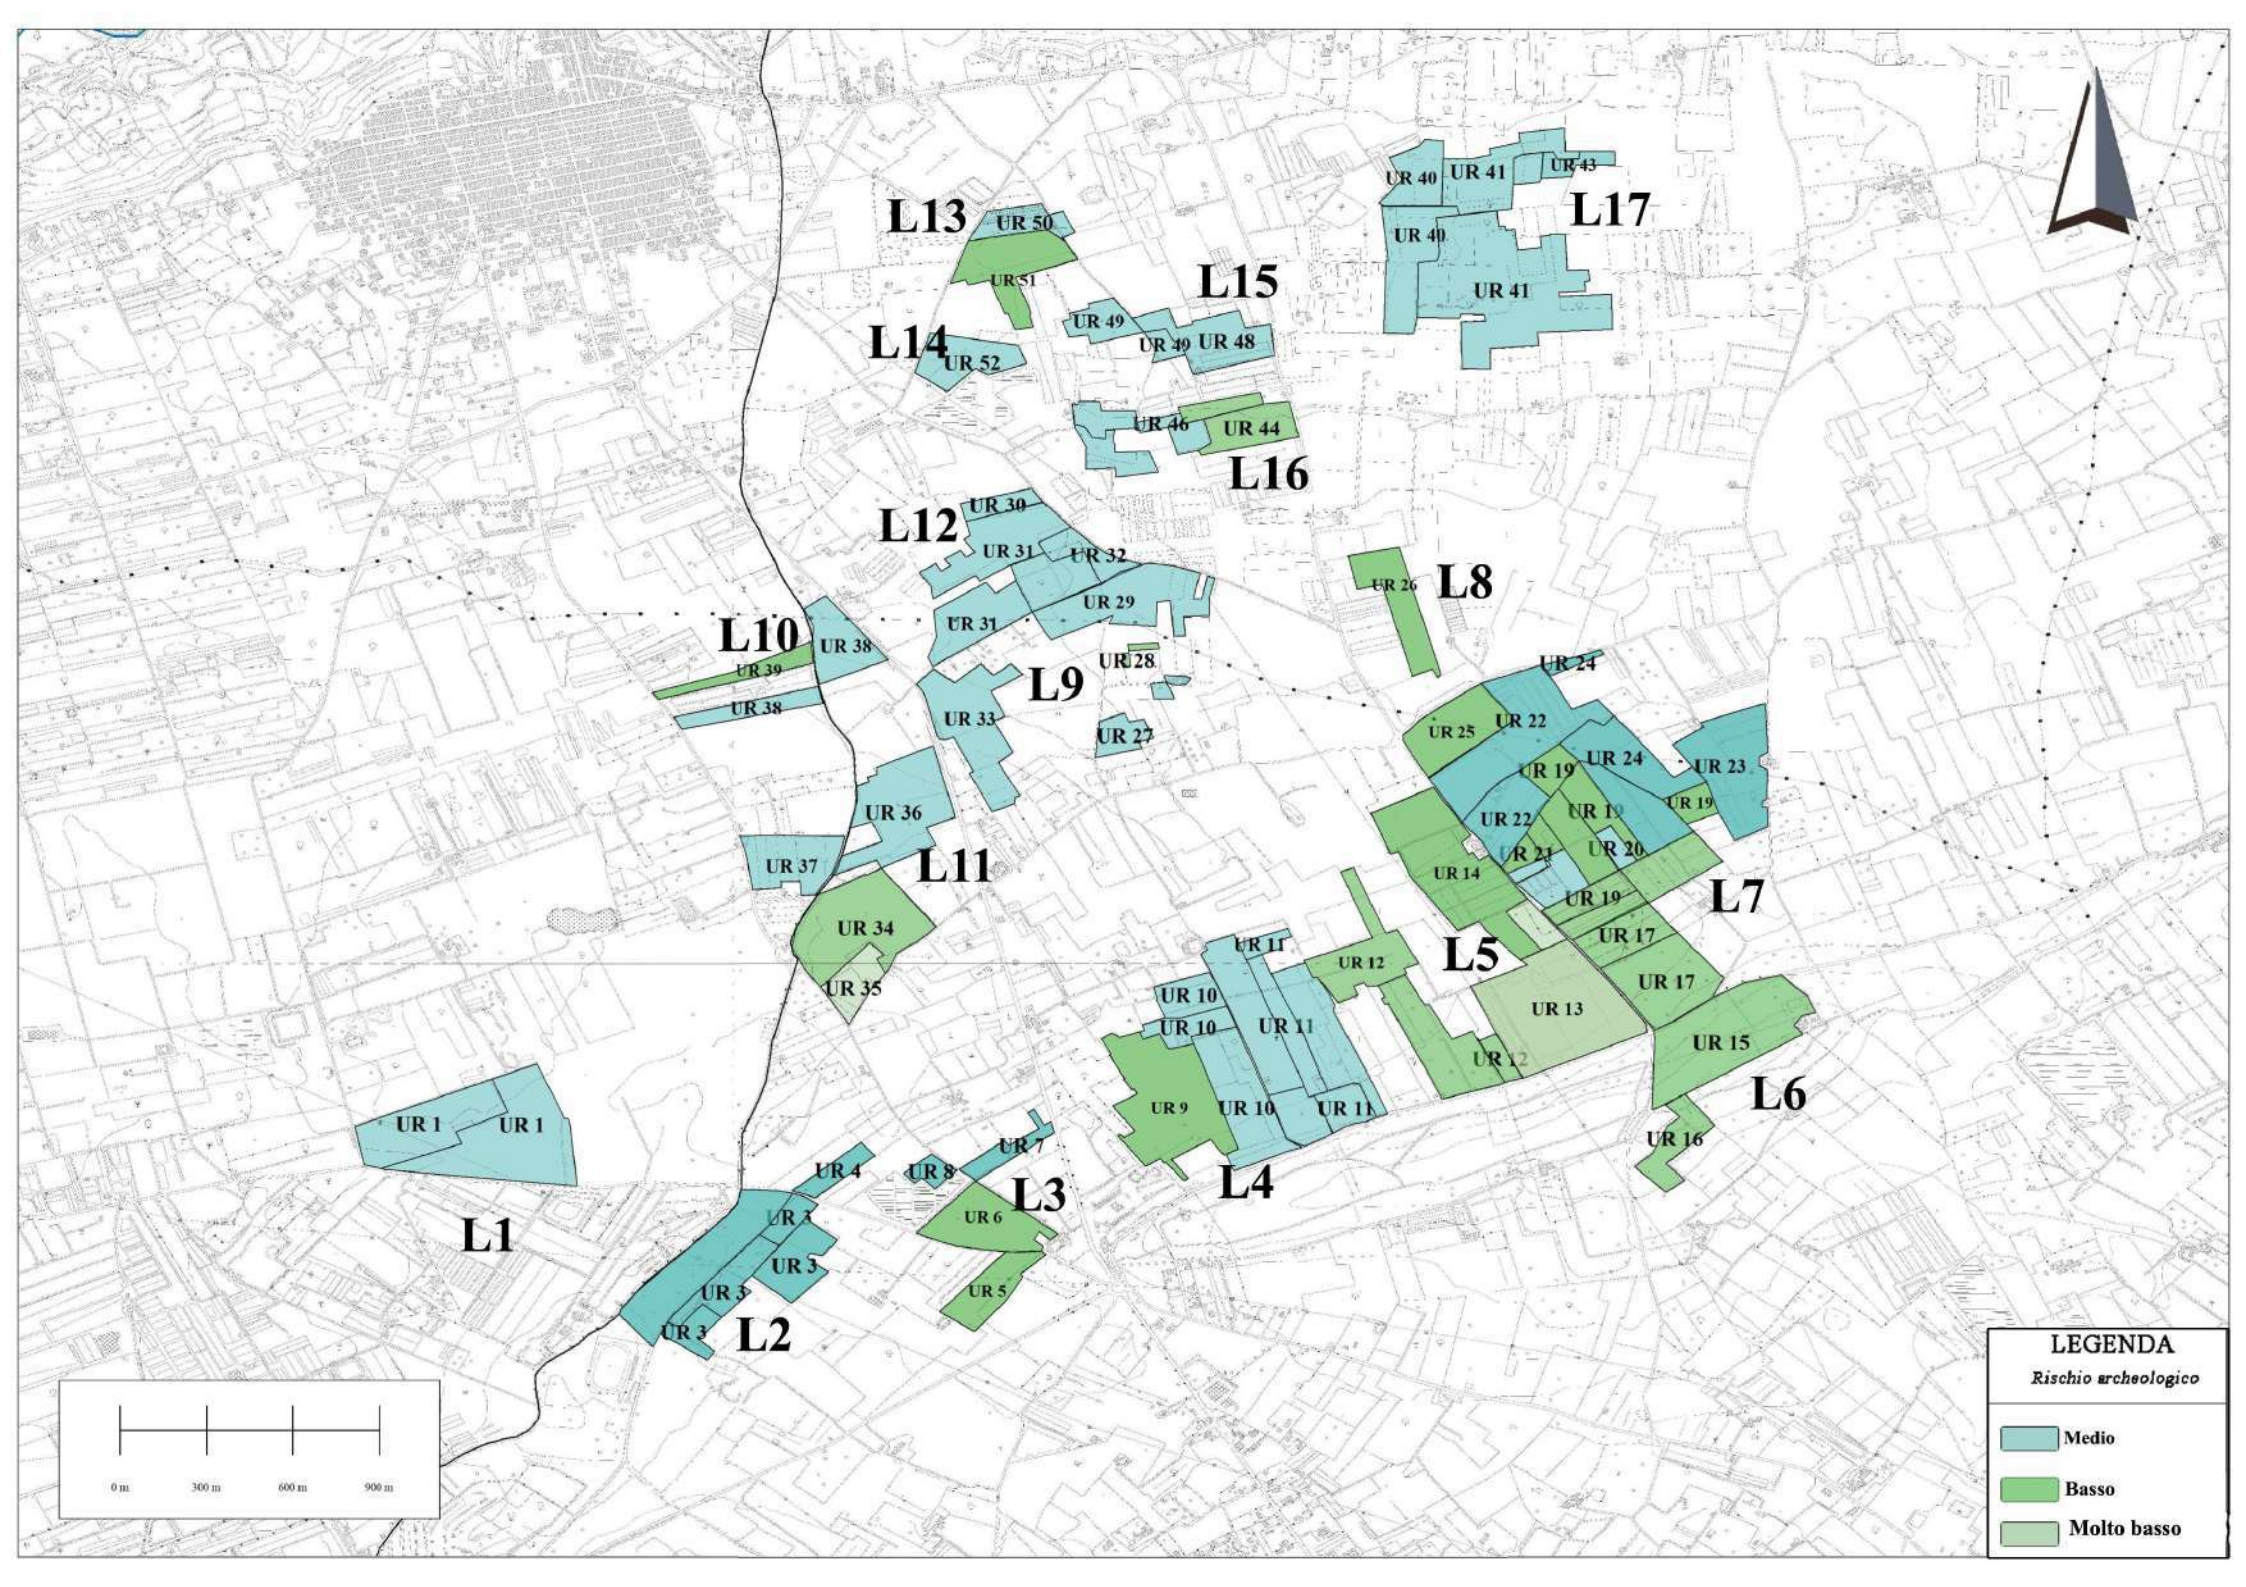 UR 40
UR 41
UR 43
L17
L13
UR 50
UR 40
UR 51
L15
UR 41
UR 49
L14
UR 49
UR 48
UR 52
UR 46
UR 44
L16
UR 30
L12
UR 31
UR 32
UR 26
L8
UR 29
UR 31
L10
UR 38
UR 39
UR 28
UR 24
L9
UR 38
UR 33
UR 27
UR 25
UR 22
UR 24
UR 23
UR 19
UR 19
UR 19
UR 36
UR 22
UR 20
UR 21
UR 37
L11
UR 14
L7
UR 19
UR 34
UR 17
UR 11
L5
UR 12
UR 17
UR 35
UR 10
UR 13
UR 10
UR 11
UR 15
UR 12
L6
UR 1
UR 1
UR 9
UR 10
UR 11
UR 16
UR 7
UR 4
UR 8
L4
L3
UR 3
UR 6
L1
UR 3
UR 3
UR 5
UR 3
L2
LEGENDA
Rischio archeologico
Medio
Basso
Molto basso
0 m
300 m
600 m
900 m